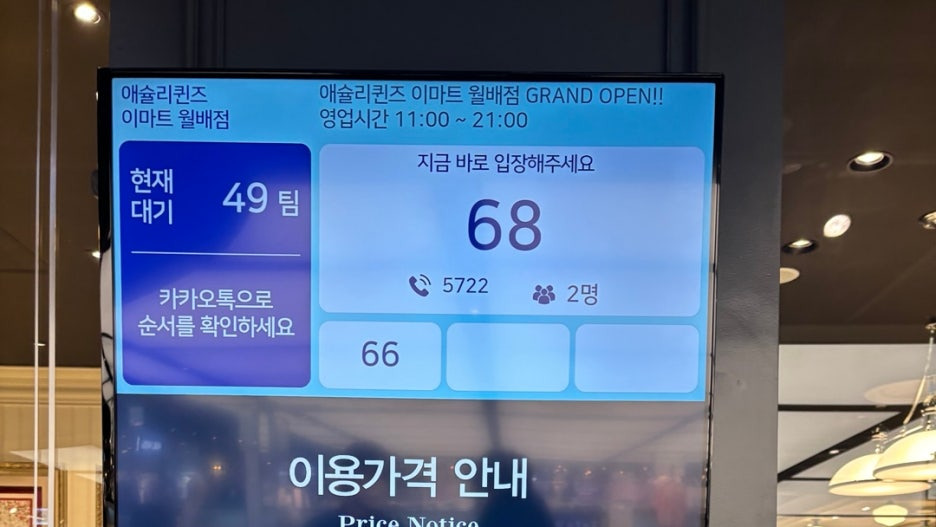 애슐리퀸즈
이마트 월배점
애슐리퀸즈 이마트 월배점 GRAND OPEN!!
영업시간 11:00 ~ 21:00
현재
대기
49 팀
카카오톡으로
순서를 확인하세요
지금 바로 입장해주세요
68
5722
2명
66
이용가격 안내
Price Notice